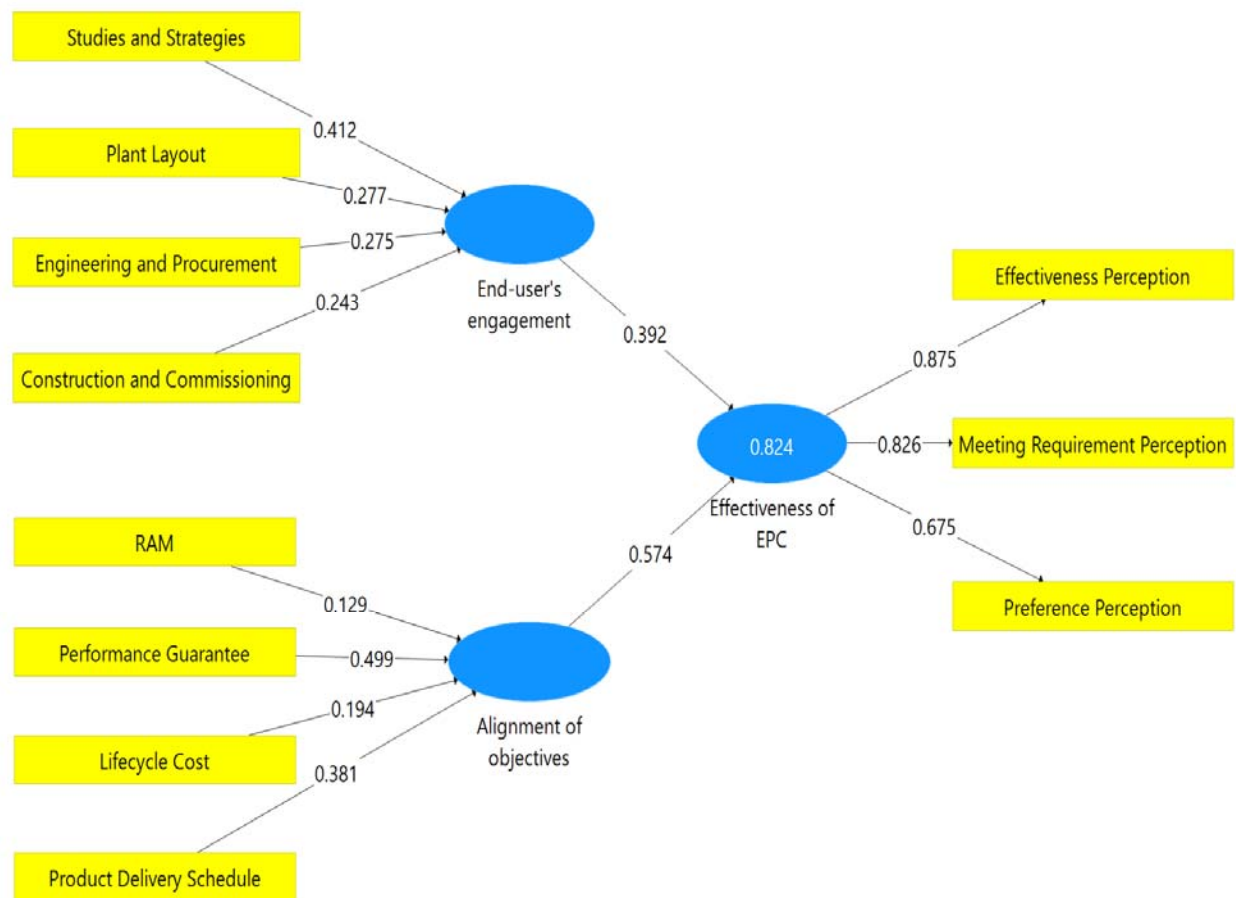 Studies and Strategies
0.412
Plant Layout
0.277
Engineering and Procurement
0.275
0.243
Construction and Commissioning
End-user's
engagement
0.392
Effectiveness Perception
0.875
0.824
0.826
Meeting Requirement Perception
Effectiveness of
EPC
0.675
Preference Perception
0.574
RAM
0.129
Performance Guarantee
0.499
0.194
Lifecycle Cost
Alignment of
objectives
0.381
Product Delivery Schedule